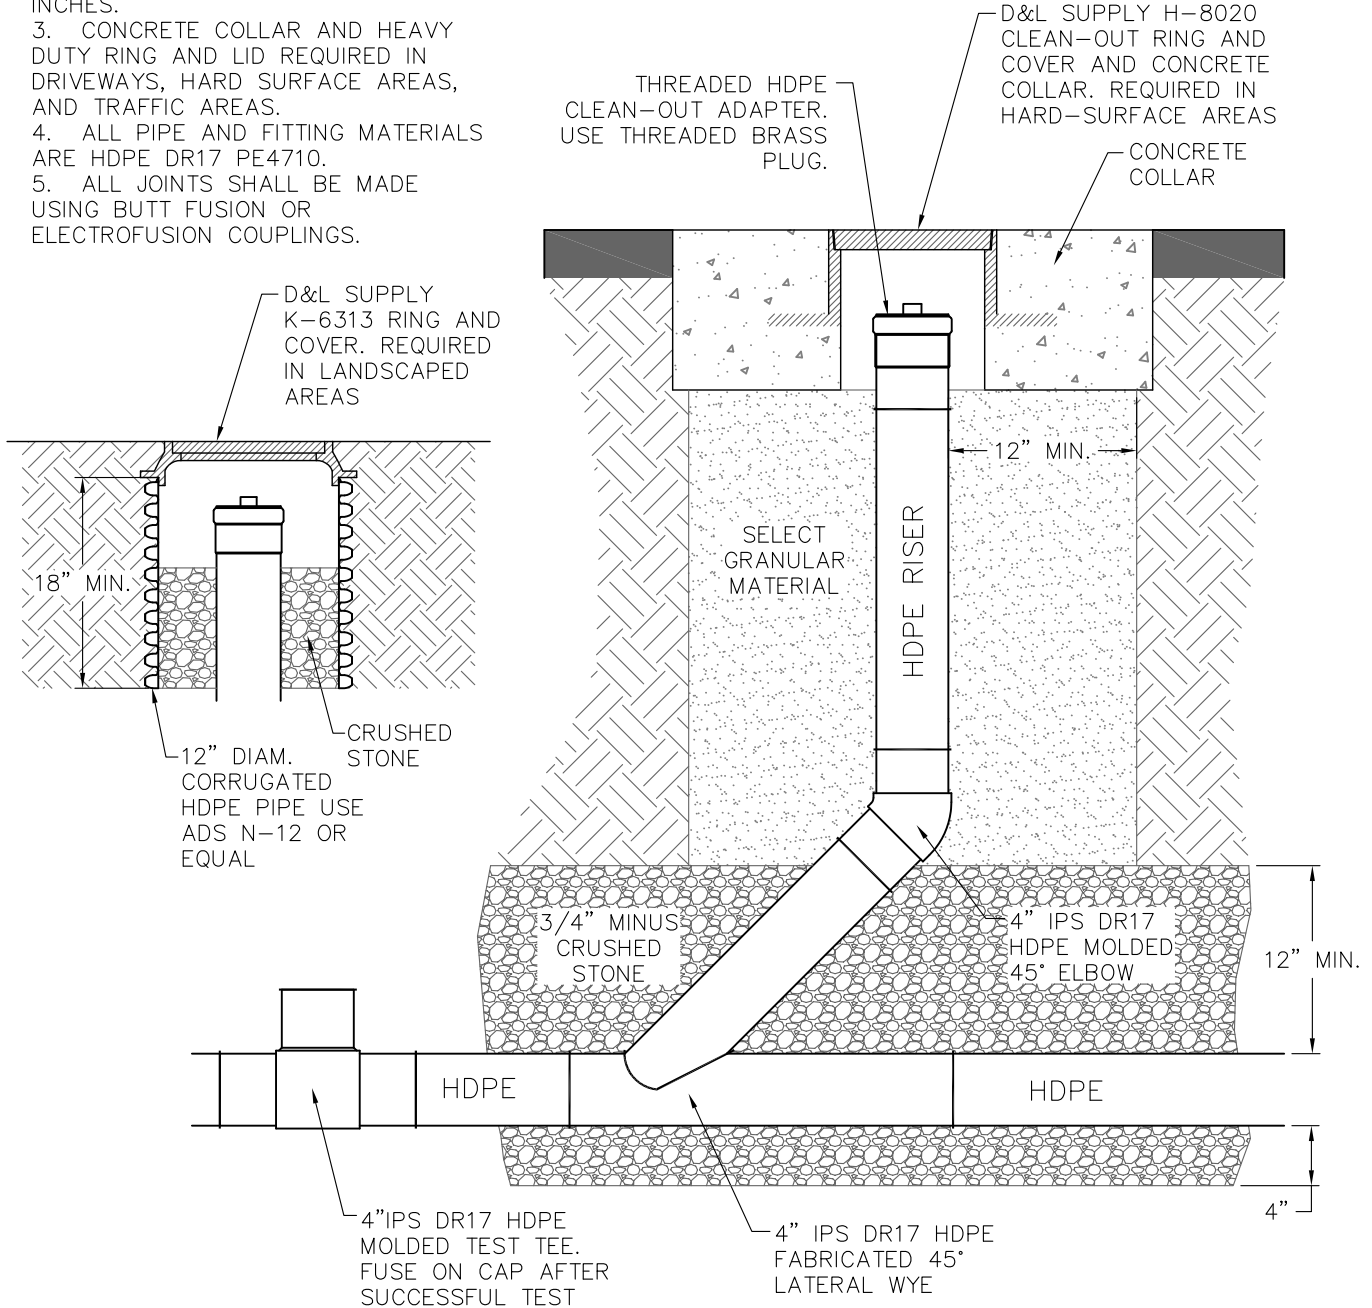 INCHES.
3. CONCRETE COLLAR AND HEAVY
DUTY RING AND LID REQUIRED IN
DRIVEWAYS, HARD SURFACE AREAS,
AND TRAFFIC AREAS.
4. ALL PIPE AND FITTING MATERIALS
ARE HDPE DR17 PE4710.
5. ALL JOINTS SHALL BE MADE
USING BUTT FUSION OR
ELECTROFUSION COUPLINGS.
THREADED HDPE
CLEAN-OUT ADAPTER.
USE THREADED BRASS
PLUG.
D&L SUPPLY H-8020
CLEAN-OUT RING AND
COVER AND CONCRETE
COLLAR. REQUIRED IN
HARD-SURFACE AREAS
CONCRETE
COLLAR
D&L SUPPLY
K-6313 RING AND
COVER. REQUIRED
IN LANDSCAPED
AREAS
12" MIN.
SELECT
GRANULAR
MATERIAL
HDPE RISER
18" MIN.
CRUSHED
STONE
12" DIAM.
CORRUGATED
HDPE PIPE USE
ADS N-12 OR
EQUAL
3/4" MINUS
CRUSHED
STONE
4" IPS DR17
HDPE MOLDED
45° ELBOW
12" MIN.
HDPE
HDPE
4"
4"IPS DR17 HDPE
MOLDED TEST TEE.
FUSE ON CAP AFTER
SUCCESSFUL TEST
4" IPS DR17 HDPE
FABRICATED 45°
LATERAL WYE